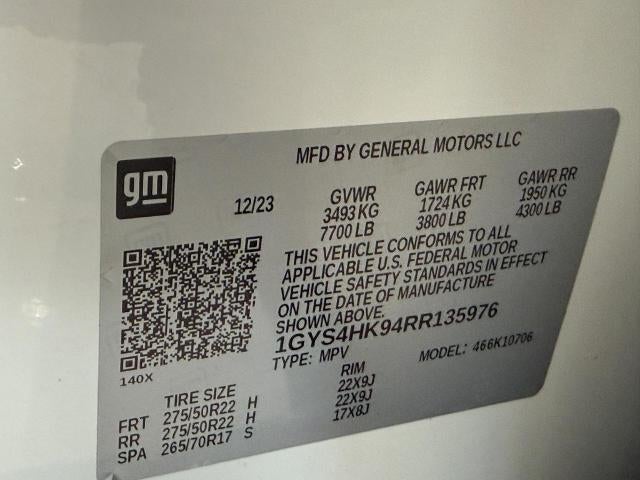 MFD BY GENERAL MOTORS LLC
gm
12/23
GVWR GAWR FRT GAWR RR
3493 KG 1724 KG 1950 KG
7700 LB 3800 LB 4300 LB
THIS VEHICLE CONFORMS TO ALL
APPLICABLE U.S. FEDERAL MOTOR
VEHICLE SAFETY STANDARDS IN EFFECT
ON THE DATE OF MANUFACTURE
SHOWN ABOVE.
1GYS4HK94RR135976
TYPE: MPV MODEL: 466K10706
140X
TIRE SIZE RIM
FRT 275/50R22 H 22X9J
RR 275/50R22 H 22X9J
SPA 265/70R17 S 17X8J